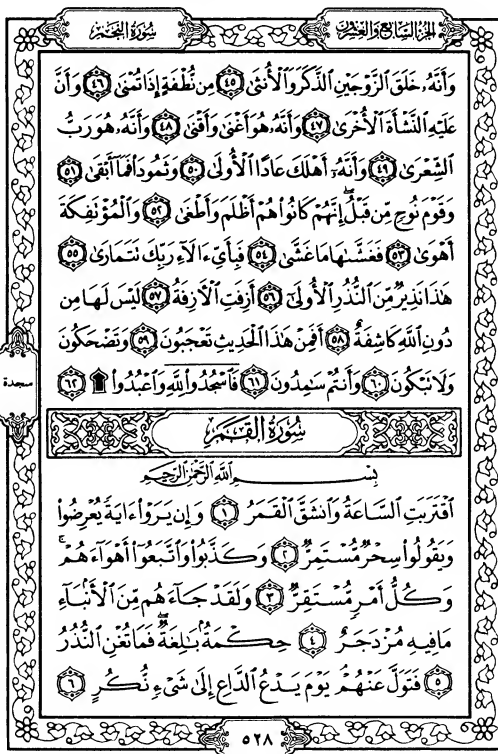 الجزء السابع والعشرون
سورة النجم
وَأَنَّهُۥ خَلَقَ ٱلزَّوْجَيْنِ ٱلذَّكَرَ وَٱلْأُنثَىٰ ٤٥ مِن نُّطْفَةٍ إِذَا تُمْنَىٰ ٤٦ وَأَنَّ
عَلَيْهِ ٱلنَّشْأَةَ ٱلْأُخْرَىٰ ٤٧ وَأَنَّهُۥ هُوَ أَغْنَىٰ وَأَقْنَىٰ ٤٨ وَأَنَّهُۥ هُوَ رَبُّ
ٱلشِّعْرَىٰ ٤٩ وَأَنَّهُۥٓ أَهْلَكَ عَادًا ٱلْأُولَىٰ ٥٠ وَثَمُودَا۟ فَمَآ أَبْقَىٰ ٥١
وَقَوْمَ نُوحٍ مِّن قَبْلُ ۖ إِنَّهُمْ كَانُوا۟ هُمْ أَظْلَمَ وَأَطْغَىٰ ٥٢ وَٱلْمُؤْتَفِكَةَ
أَهْوَىٰ ٥٣ فَغَشَّىٰهَا مَا غَشَّىٰ ٥٤ فَبِأَىِّ ءَالَآءِ رَبِّكَ تَتَمَارَىٰ ٥٥
هَٰذَا نَذِيرٌ مِّنَ ٱلنُّذُرِ ٱلْأُولَىٰٓ ٥٦ أَزِفَتِ ٱلْءَازِفَةُ ٥٧ لَيْسَ لَهَا مِن
دُونِ ٱللَّهِ كَاشِفَةٌ ٥٨ أَفَمِنْ هَٰذَا ٱلْحَدِيثِ تَعْجَبُونَ ٥٩ وَتَضْحَكُونَ
وَلَا تَبْكُونَ ٦٠ وَأَنتُمْ سَٰمِدُونَ ٦١ فَٱسْجُدُوا۟ لِلَّهِ وَٱعْبُدُوا۟ ۩ ٦٢
سجدة
سورة القمر
بِسْمِ ٱللَّهِ ٱلرَّحْمَٰنِ ٱلرَّحِيمِ
ٱقْتَرَبَتِ ٱلسَّاعَةُ وَٱنشَقَّ ٱلْقَمَرُ ١ وَإِن يَرَوْا۟ ءَايَةً يُعْرِضُوا۟
وَيَقُولُوا۟ سِحْرٌ مُّسْتَمِرٌّ ٢ وَكَذَّبُوا۟ وَٱتَّبَعُوٓا۟ أَهْوَآءَهُمْ ۚ
وَكُلُّ أَمْرٍ مُّسْتَقِرٌّ ٣ وَلَقَدْ جَآءَهُم مِّنَ ٱلْأَنۢبَآءِ
مَا فِيهِ مُزْدَجَرٌ ٤ حِكْمَةٌۢ بَٰلِغَةٌ ۖ فَمَا تُغْنِ ٱلنُّذُرُ
٥ فَتَوَلَّ عَنْهُمْ ۘ يَوْمَ يَدْعُ ٱلدَّاعِ إِلَىٰ شَىْءٍ نُّكُرٍ ٦
٥٢٨